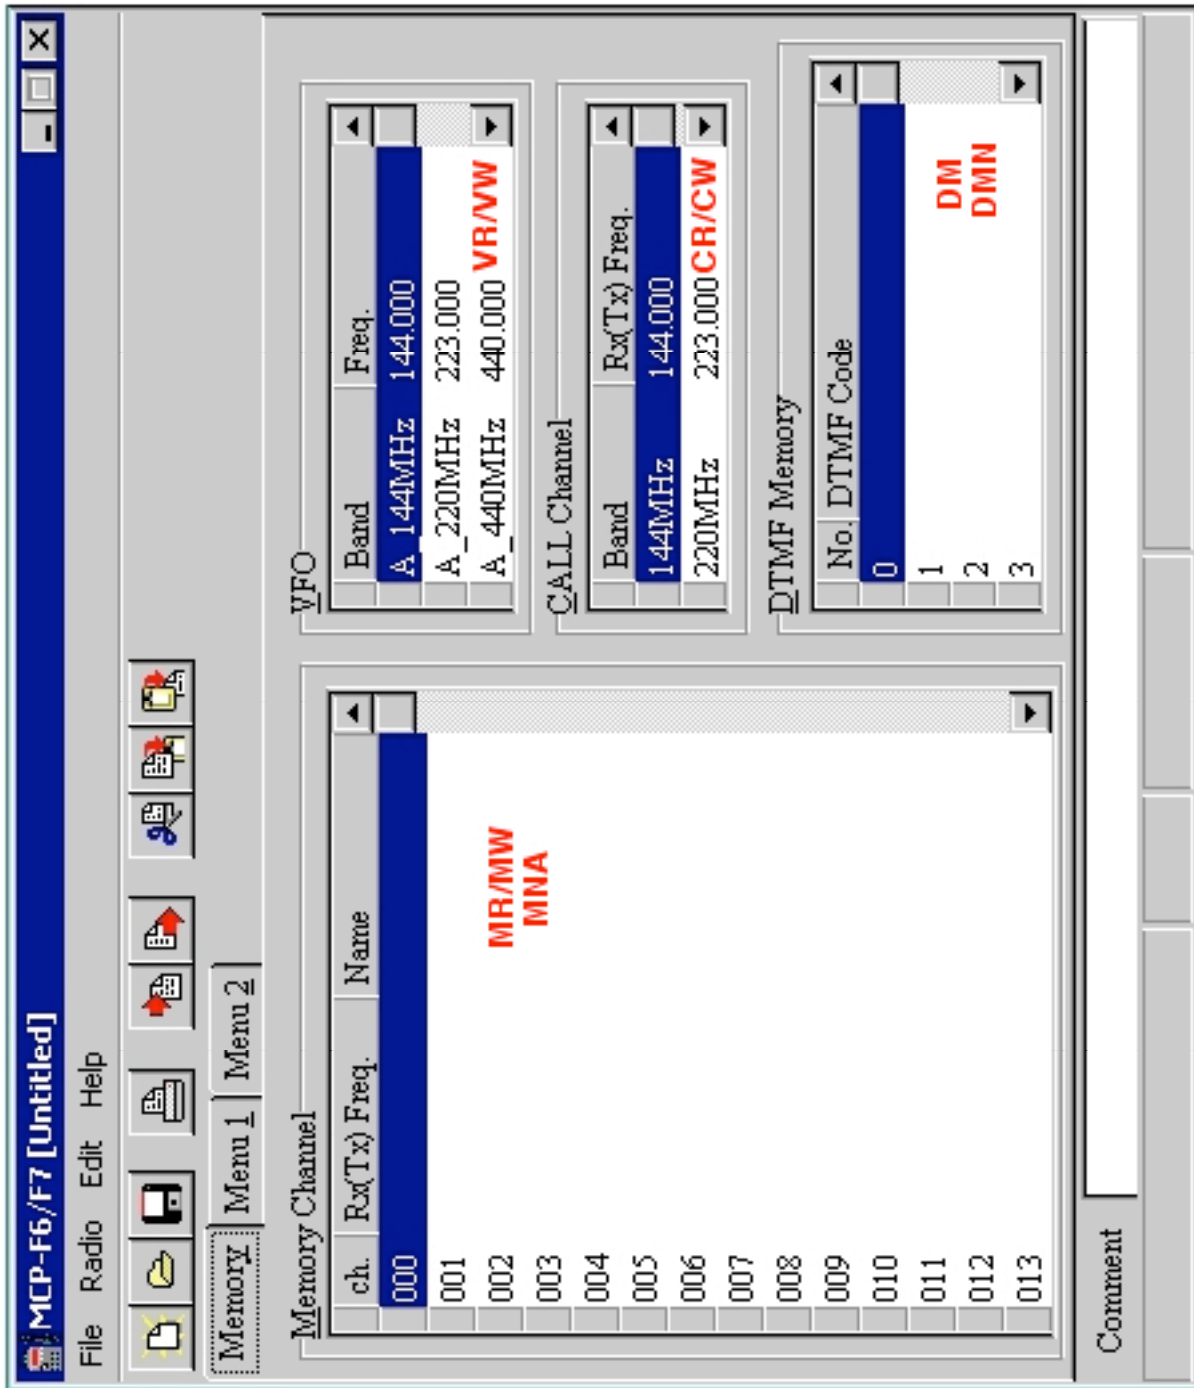 MCP-F6/F7 [Untitled]
File Radio Edit Help
Memory Menu 1 Menu 2
Memory Channel
ch. Rx(Tx) Freq. Name
000
001
002
003
004
005
006
007
008
009
010
011
012
013
MR/MW
MNA
VFO
Band Freq.
A_144MHz 144.000
A_220MHz 223.000
A_440MHz 440.000
VR/VW
CALL Channel
Band Rx(Tx) Freq.
144MHz 144.000
220MHz 223.000
CR/CW
DTMF Memory
No. DTMF Code
0
1
2
3
DM
DMN
Comment